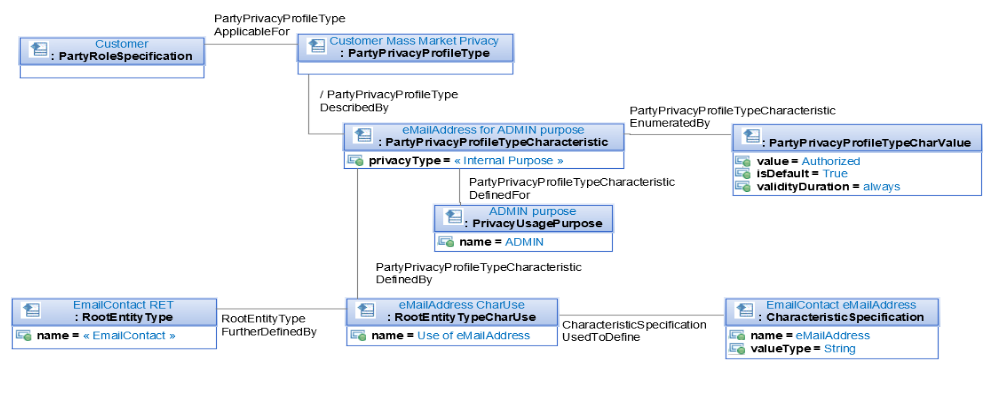 PartyPrivacyProfileType
ApplicableFor
Customer
: PartyRoleSpecification
Customer Mass Market Privacy
: PartyPrivacyProfileType
/ PartyPrivacyProfileType
DescribedBy
PartyPrivacyProfileTypeCharacteristic
EnumeratedBy
eMailAddress for ADMIN purpose
: PartyPrivacyProfileTypeCharacteristic
privacyType = « Internal Purpose »
: PartyPrivacyProfileTypeCharValue
value = Authorized
isDefault = True
validityDuration = always
PartyPrivacyProfileTypeCharacteristic
DefinedFor
ADMIN purpose
: PrivacyUsagePurpose
name = ADMIN
PartyPrivacyProfileTypeCharacteristic
DefinedBy
EmailContact RET
: RootEntityType
name = « EmailContact »
RootEntityType
FurtherDefinedBy
eMailAddress CharUse
: RootEntityTypeCharUse
name = Use of eMailAddress
CharacteristicSpecification
UsedToDefine
EmailContact eMailAddress
: CharacteristicSpecification
name = eMailAddress
valueType = String